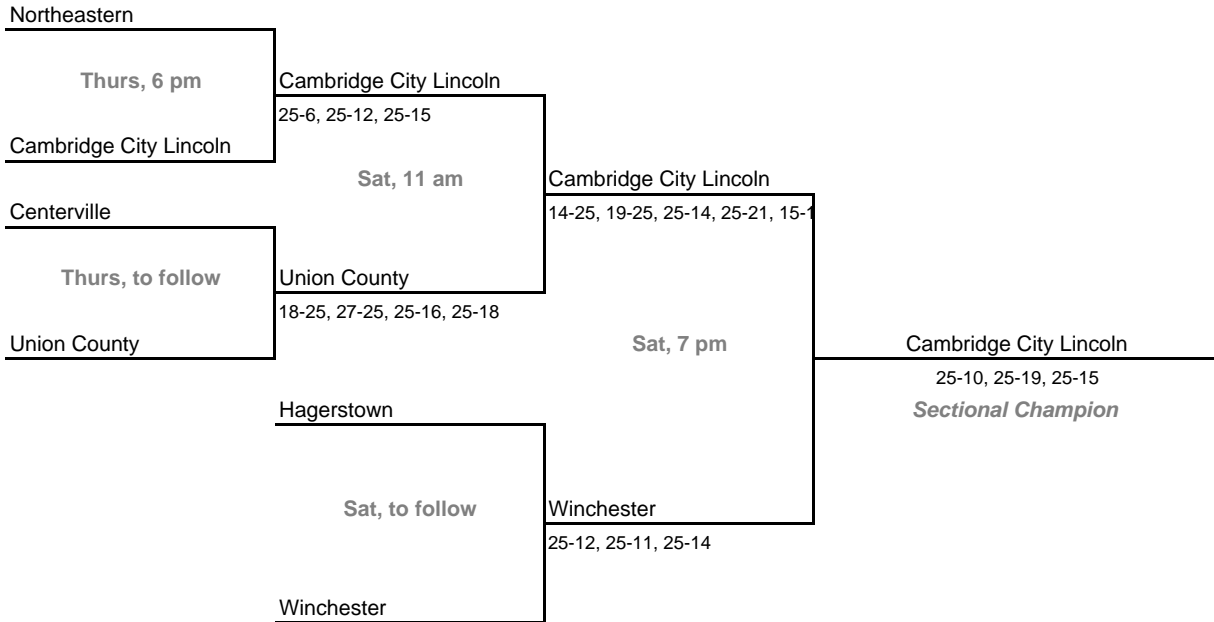 Northeastern
Thurs, 6 pm
Cambridge City Lincoln
25-6, 25-12, 25-15
Cambridge City Lincoln
Sat, 11 am
Cambridge City Lincoln
14-25, 19-25, 25-14, 25-21,
Centerville
Thurs, to follow
Union County
18-25, 27-25, 25-16, 25-18
Union County
Sat, 7 pm
Cambridge City Lincoln
25-10, 25-19, 25-15
Sectional Champion
Hagerstown
Sat, to follow
Winchester
25-12, 25-11, 25-14
Winchester